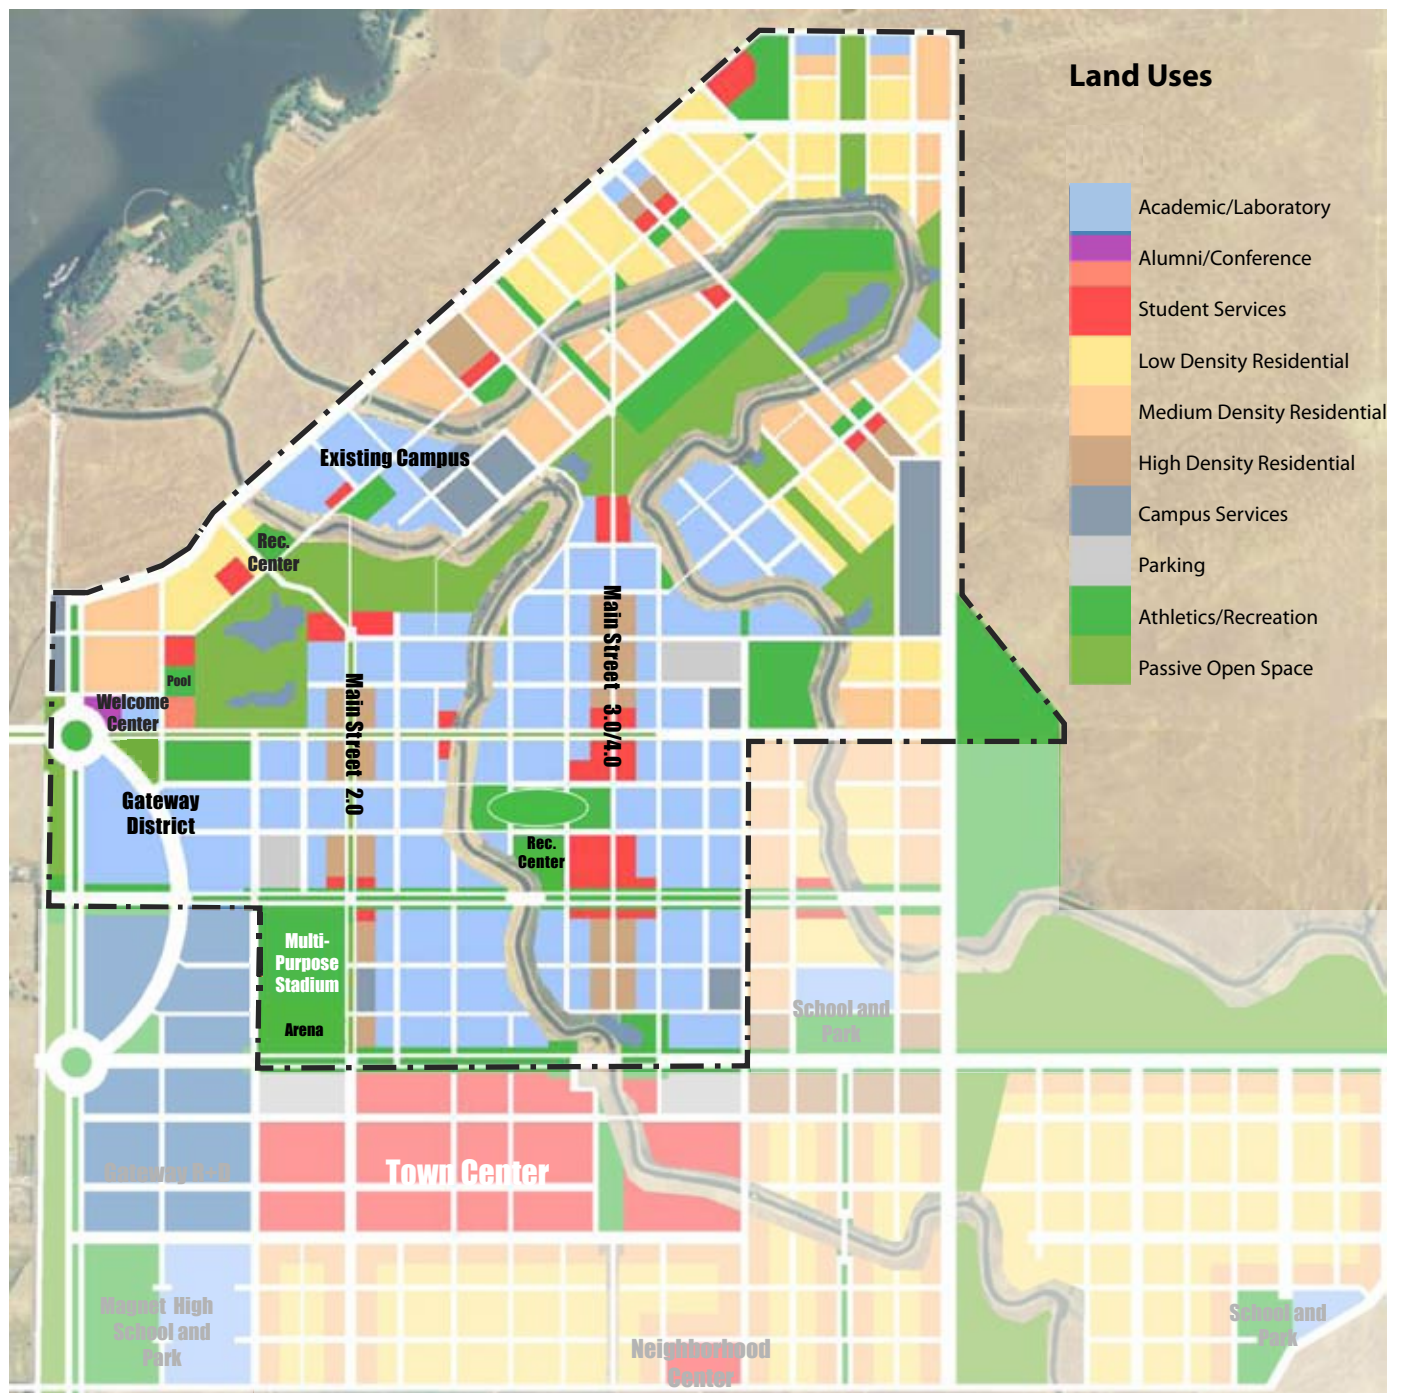 Land Uses
Academic/Laboratory
Alumni/Conference
Student Services
Low Density Residential
Medium Density Residential
High Density Residential
Campus Services
Parking
Athletics/Recreation
Passive Open Space
Existing Campus
Rec.
Center
Main Street 3.0/4.0
Pool
Welcome
Center
Main Street 2.0
Gateway
District
Rec.
Center
Multi-
Purpose
Stadium
Arena
School and
Park
Gateway R+D
Town Center
Magnet High
School and
Park
School and
Park
Neighborhood
Center